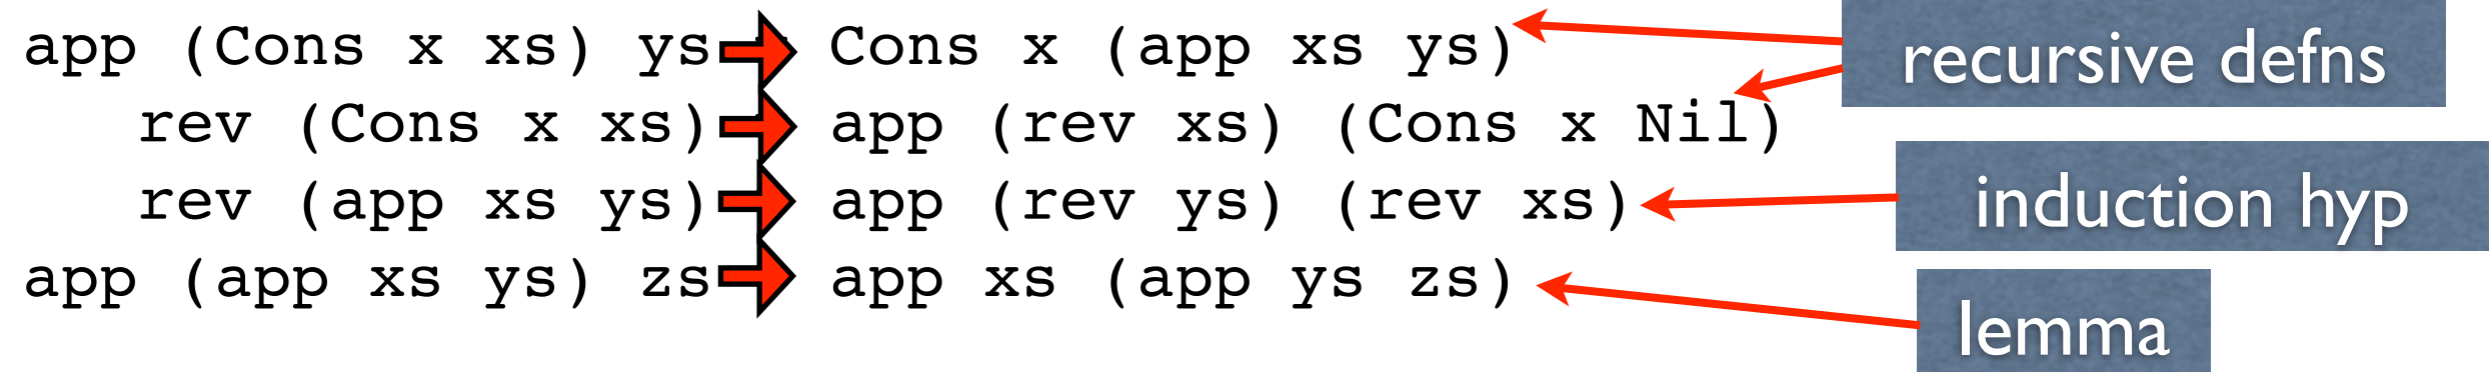 app (Cons x xs) ys Cons x (app xs ys)
recursive defns
rev (Cons x xs) app (rev xs) (Cons x Nil)
rev (app xs ys) app (rev ys) (rev xs)
induction hyp
app (app xs ys) zs app xs (app ys zs)
lemma